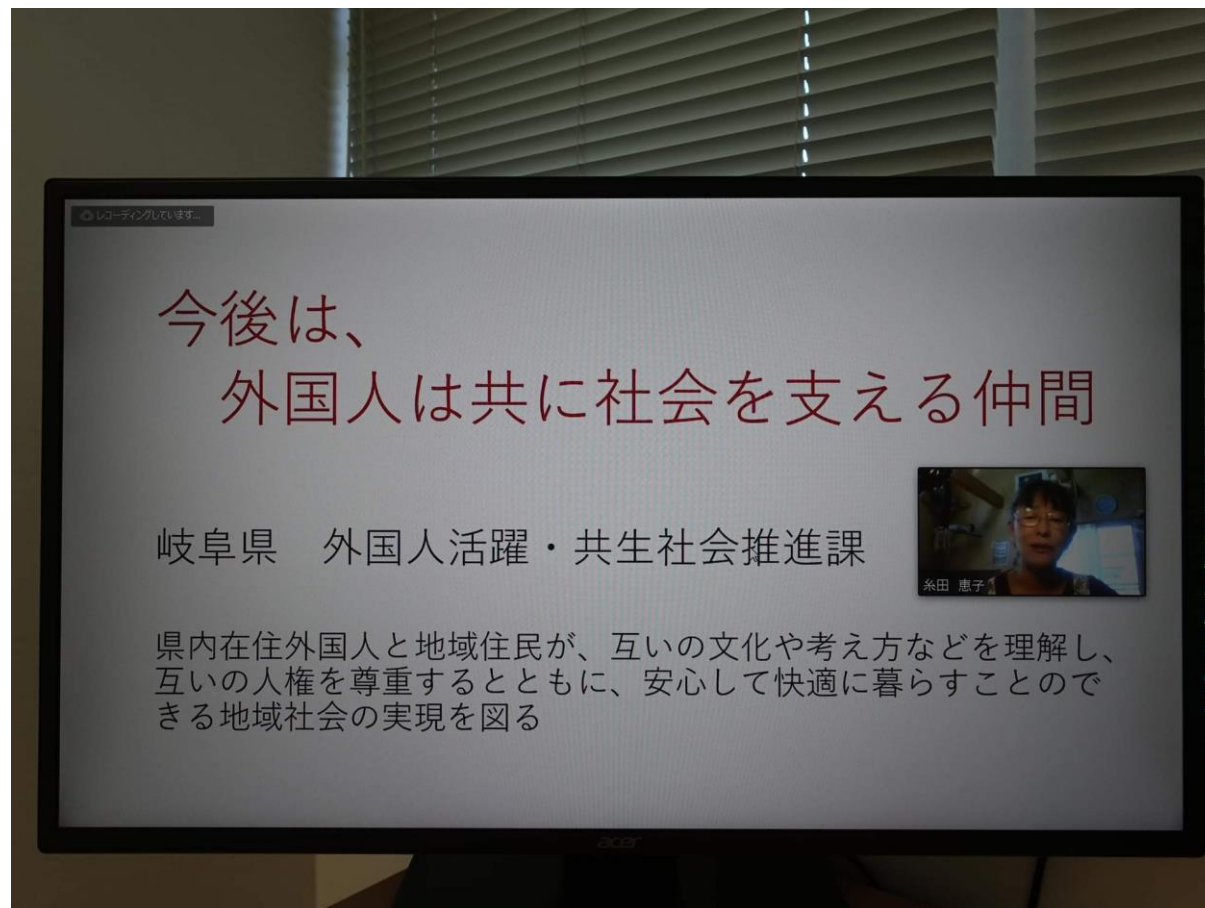 レコーディングしています...
今後は、
外国人は共に社会を支える仲間
岐阜県　外国人活躍・共生社会推進課
糸田 恵子
県内在住外国人と地域住民が、互いの文化や考え方などを理解し、
互いの人権を尊重するとともに、安心して快適に暮らすことので
きる地域社会の実現を図る
acer